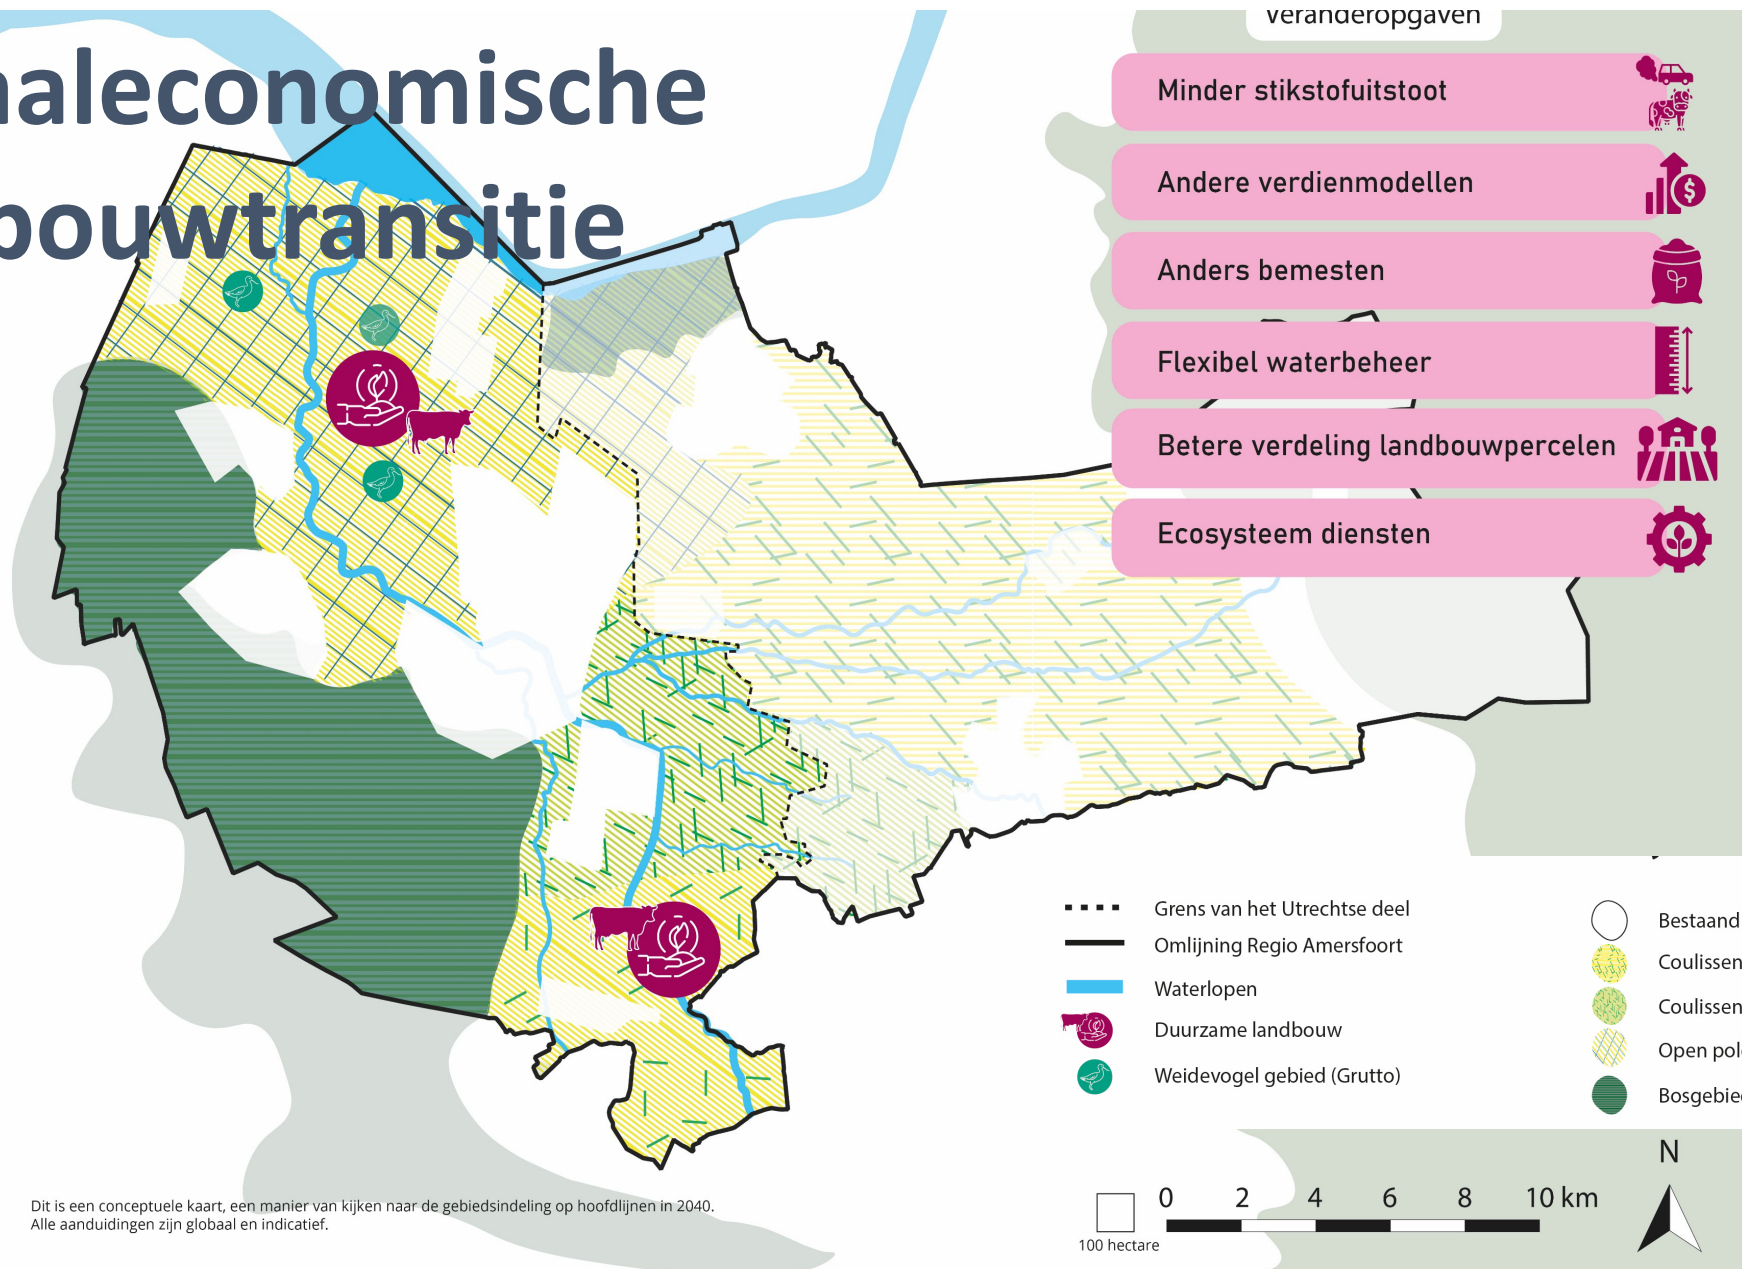 naleconomische
bouwtransitie
Veranderopgaven
Minder stikstofuitstoot
Andere verdienmodellen
Anders bemesten
Flexibel waterbeheer
Betere verdeling landbouwpercelen
Ecosysteem diensten
Grens van het Utrechtse deel
Omlijning Regio Amersfoort
Waterlopen
Duurzame landbouw
Weidevogel gebied (Grutto)
Bestaand
Coulissen
Coulissen
Open pol
Bosgebie
N
0 2 4 6 8 10 km
100 hectare
Dit is een conceptuele kaart, een manier van kijken naar de gebiedsindeling op hoofdlijnen in 2040.
Alle aanduidingen zijn globaal en indicatief.